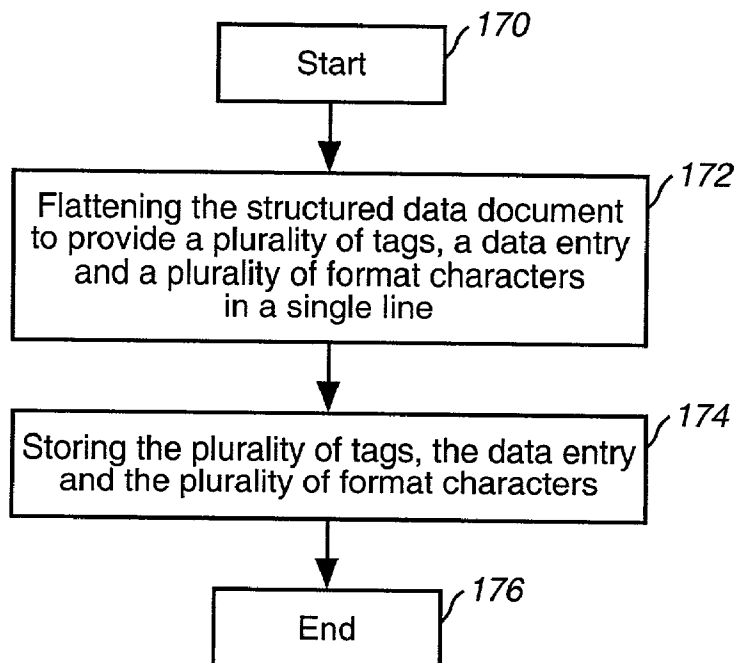 170
Start
172
Flattening the structured data document
to provide a plurality of tags, a data entry
and a plurality of format characters
in a single line
174
Storing the plurality of tags, the data entry
and the plurality of format characters
176
End